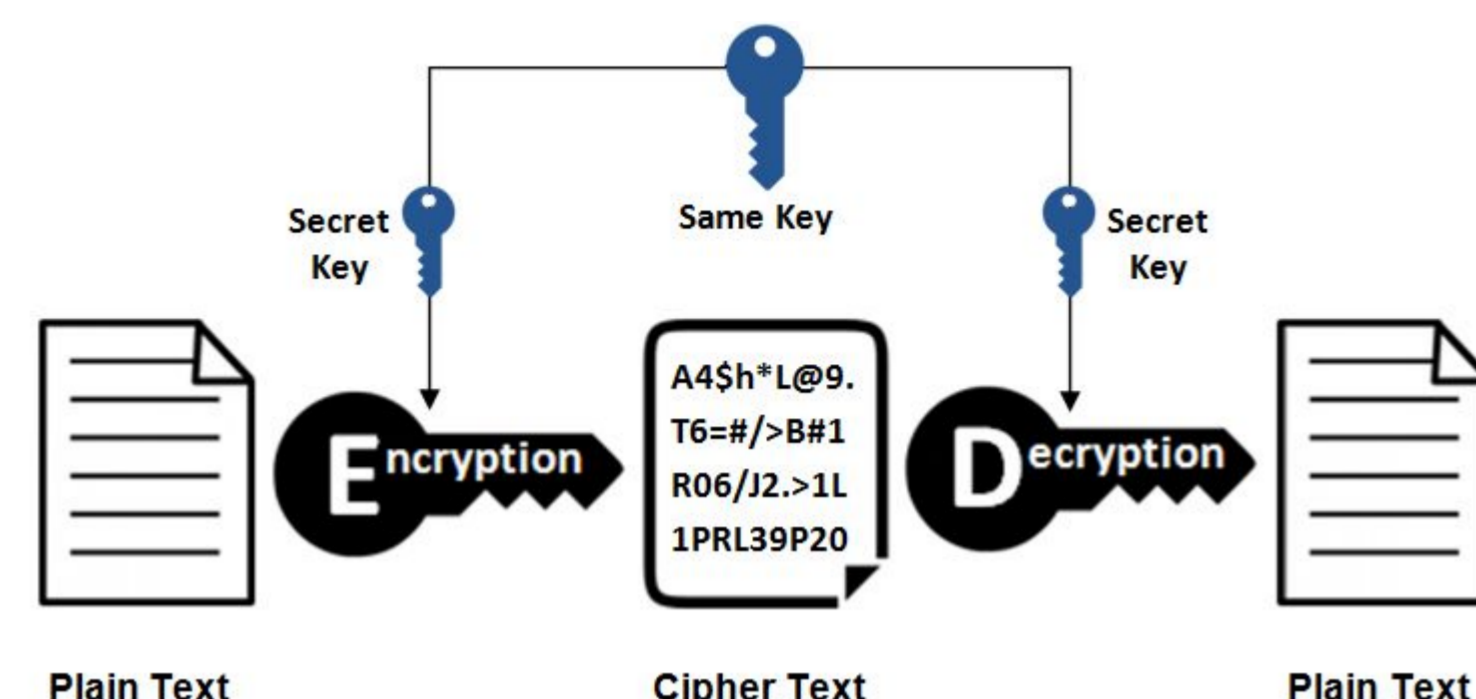 Same Key
Secret
Key
Secret
Key
Encryption
A4$h*L@9.
T6=#/>B#1
R06/J2.>1L
1PRL39P20
Decryption
Plain Text
Cipher Text
Plain Text